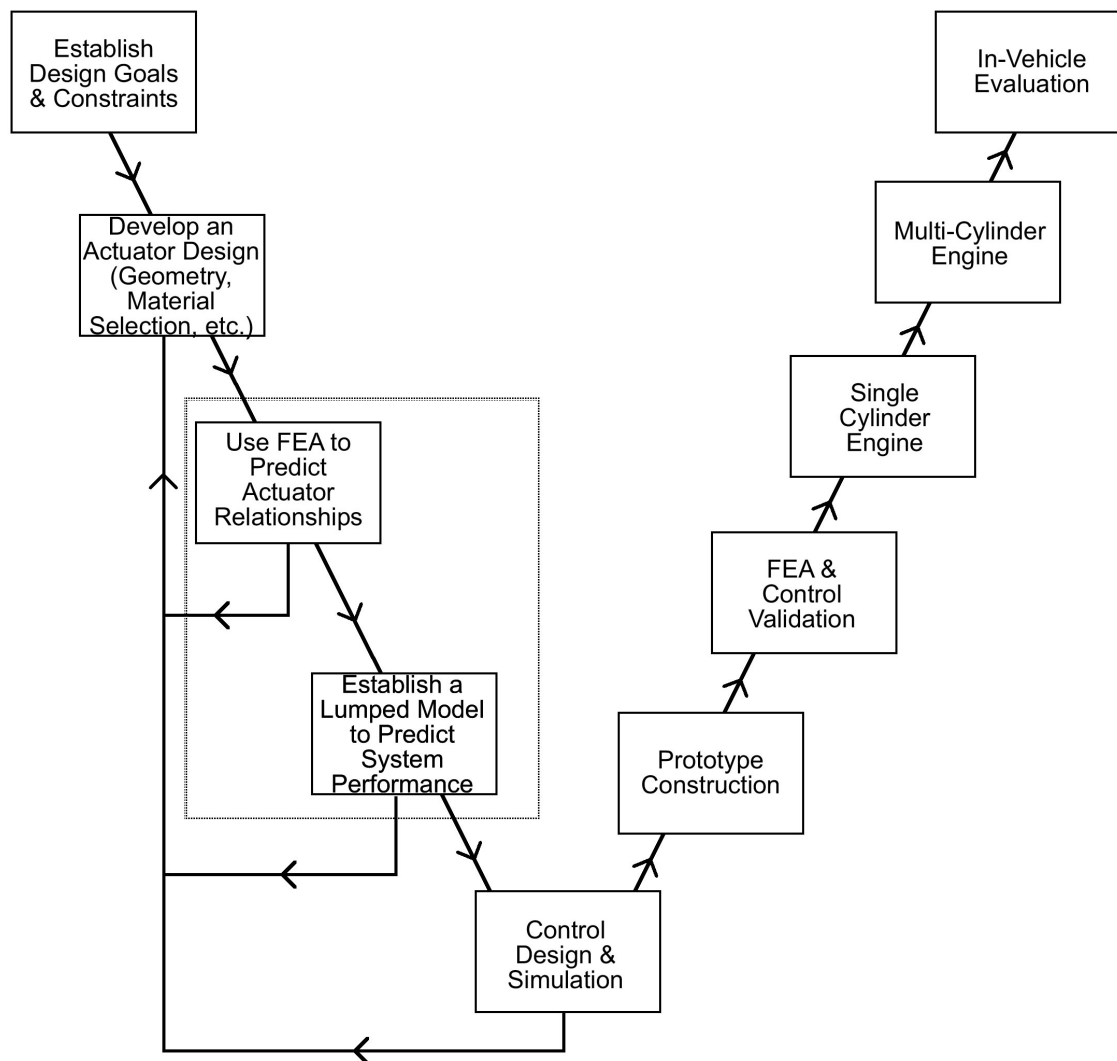 Establish
Design Goals
& Constraints
Develop an
Actuator Design
(Geometry,
Material
Selection, etc.)
Use FEA to
Predict
Actuator
Relationships
Establish a
Lumped Model
to Predict
System
Performance
Control
Design &
Simulation
Prototype
Construction
FEA &
Control
Validation
Single
Cylinder
Engine
Multi-Cylinder
Engine
In-Vehicle
Evaluation